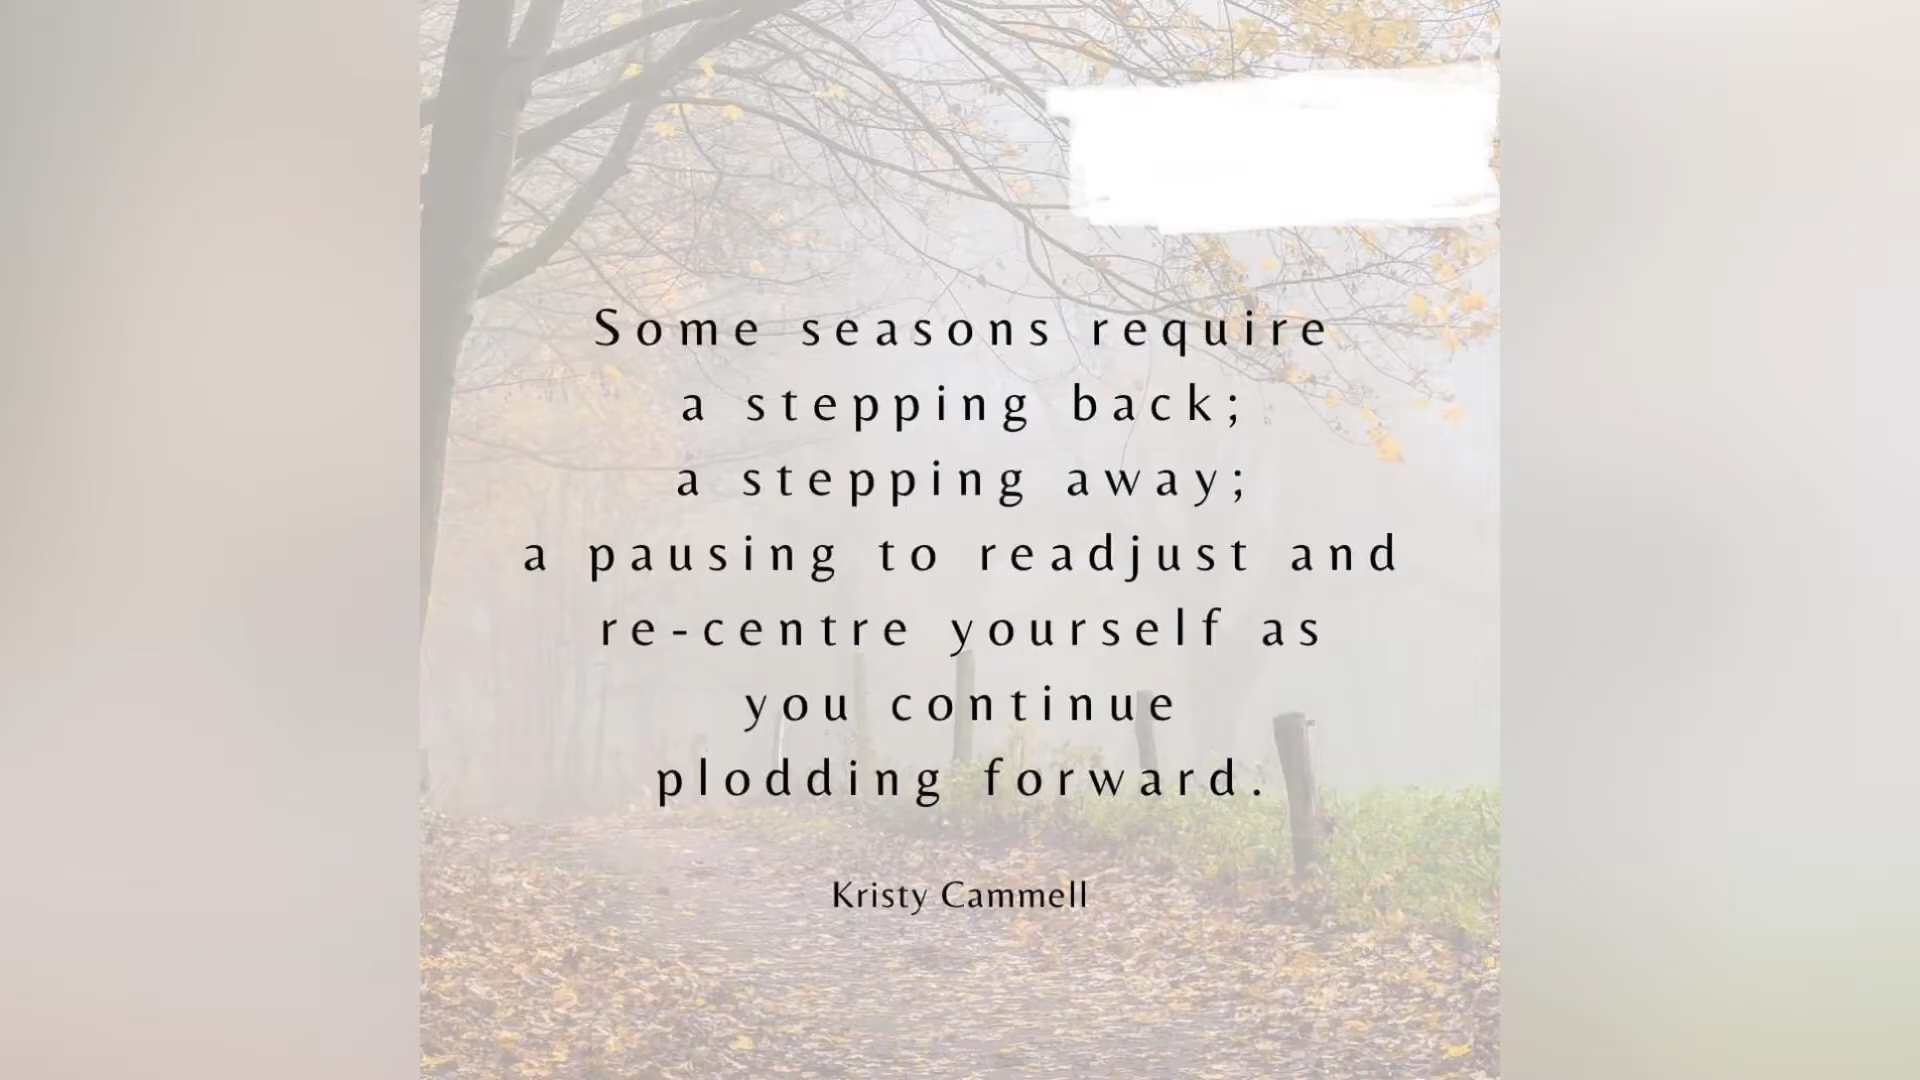 Some seasons require
a stepping back;
a stepping away;
a pausing to readjust and
re-centre yourself as
you continue
plodding forward.
Kristy Cammell